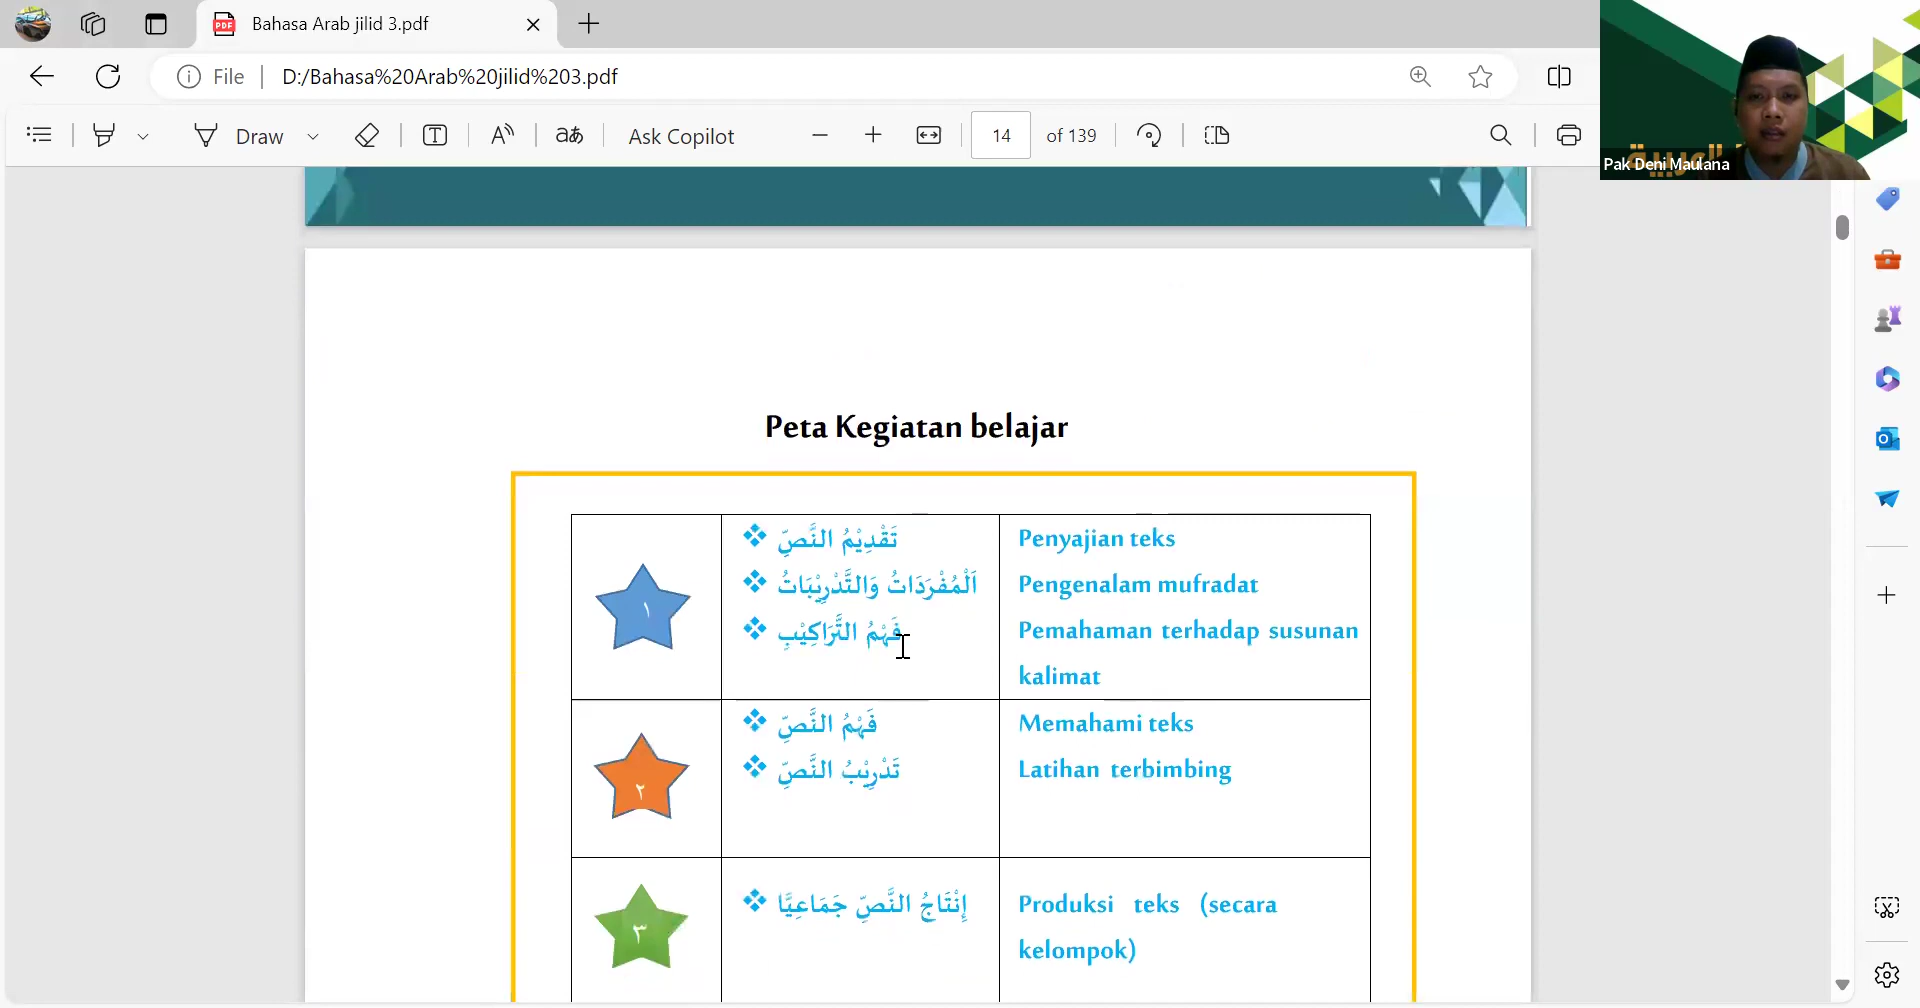 Bahasa Arab jilid 3.pdf
File
D:/Bahasa%20Arab%20jilid%203.pdf
Draw
Ask Copilot
14
of 139
Pak Deni Maulana
Peta Kegiatan belajar
١
❖ تَقْدِيْمُ النَّصِّ
❖ اَلْمُفْرَدَاتُ وَالتَّدْرِيْبَاتُ
❖ فَهْمُ التَّرَاكِيْبِ
Penyajian teks
Pengenalam mufradat
Pemahaman terhadap susunan
kalimat
٢
❖ فَهْمُ النَّصِّ
❖ تَدْرِيْبُ النَّصِّ
Memahami teks
Latihan terbimbing
٣
❖ إِنْتَاجُ النَّصِّ جَمَاعِيًّا
Produksi teks (secara
kelompok)